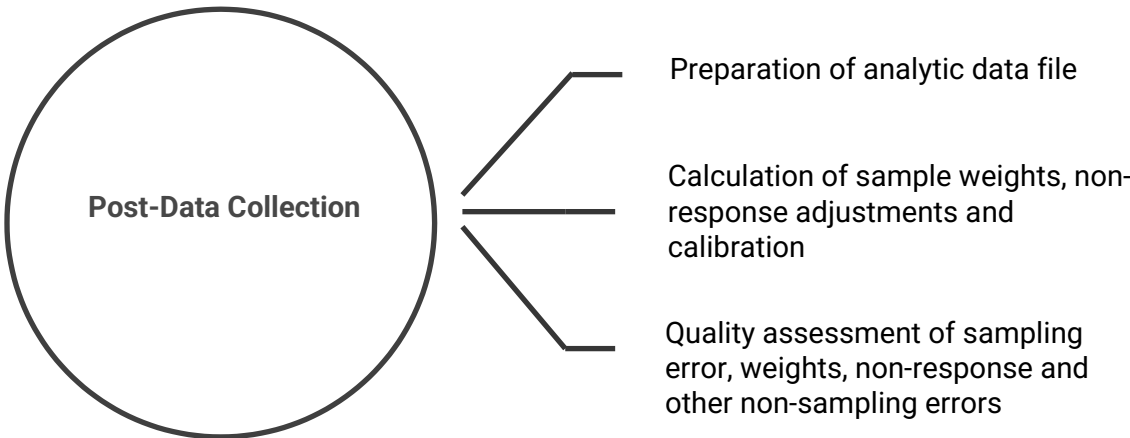 Post-Data Collection
Preparation of analytic data file
Calculation of sample weights, non-
response adjustments and
calibration
Quality assessment of sampling
error, weights, non-response and
other non-sampling errors